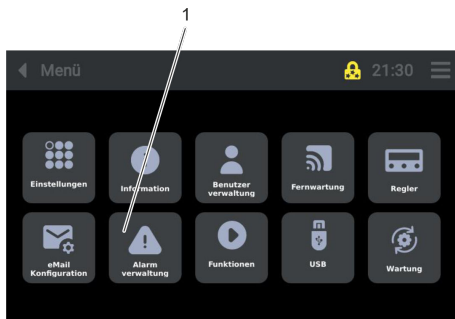 1
Menü
21:30
Einstellungen
Information
Benutzer
verwaltung
Fernwartung
Regler
eMail
Konfiguration
Alarm
verwaltung
Funktionen
USB
Wartung